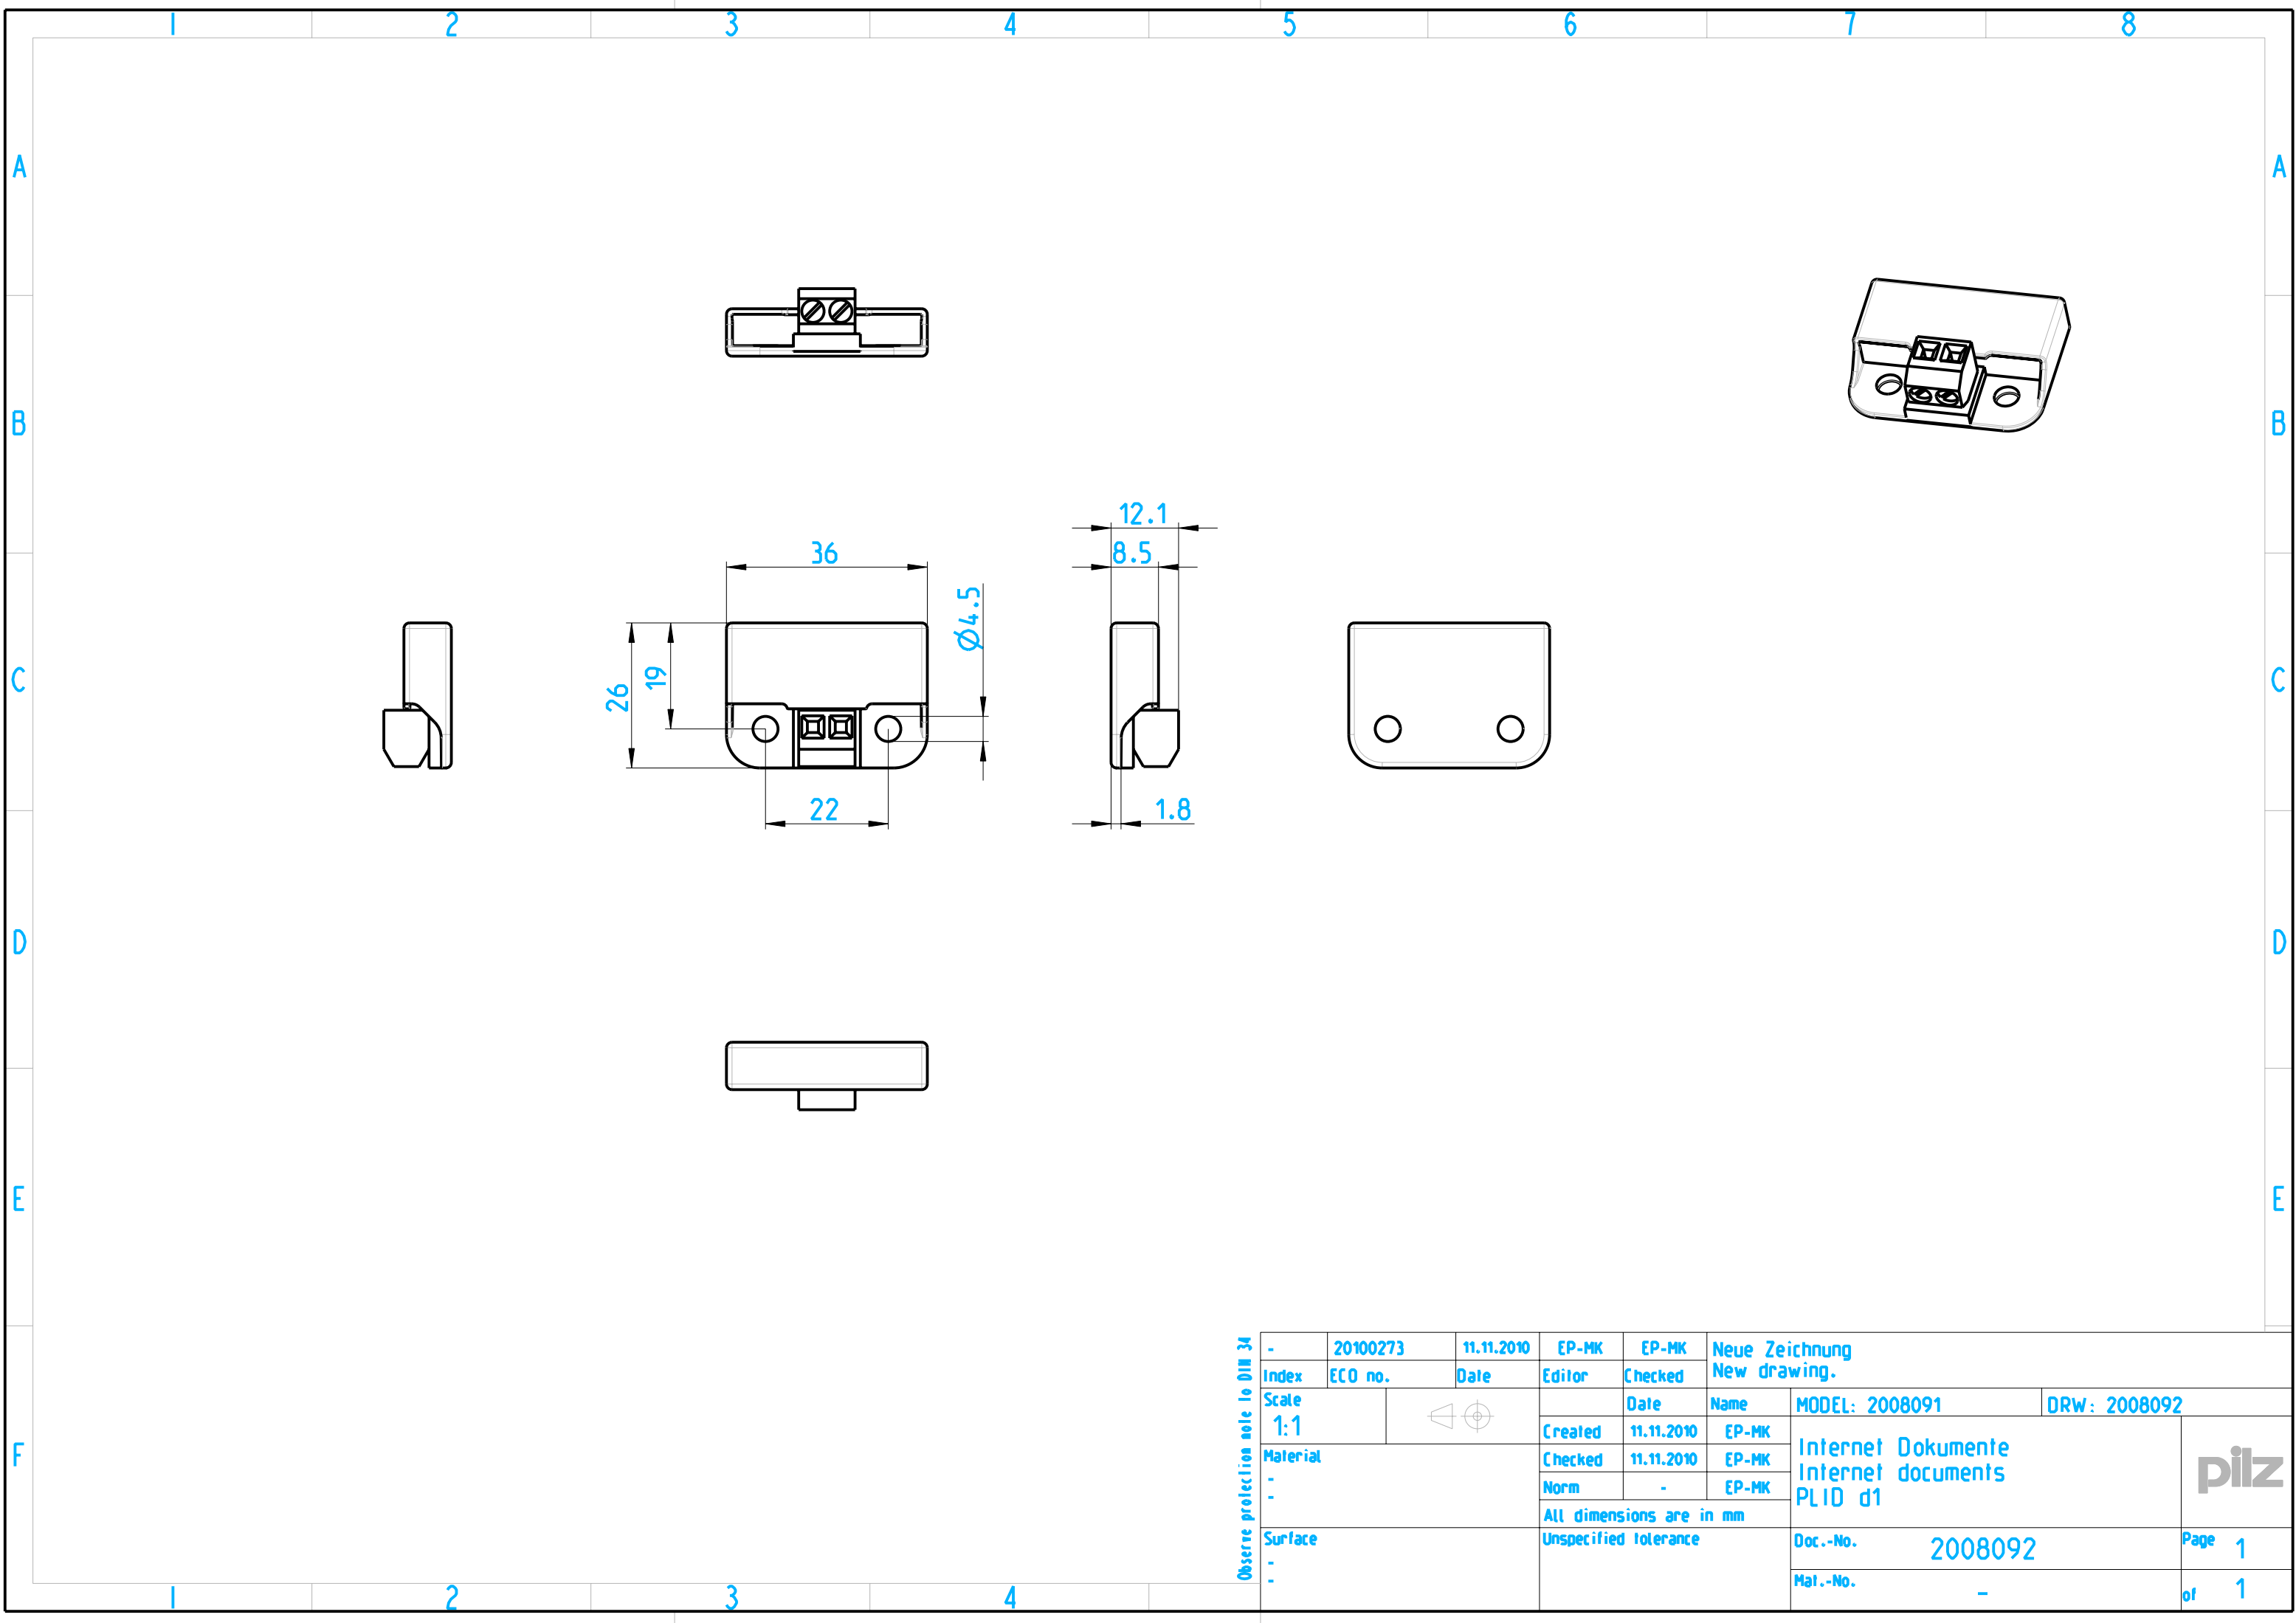 1 2 3 4 5 6 7 8
A A
B B
C C
D D
E E
F
1 2 3 4
12.1
36
8.5
Ø4.5
26
19
22
1.8
Observe protection note to DIN 34
- 20100273 11.11.2010 EP-MK EP-MK Neue Zeichnung
New drawing.
Index ECO no. Date Editor Checked
Scale
1:1
Date Name MODEL: 2008091 DRW: 2008092
Created 11.11.2010 EP-MK
Checked 11.11.2010 EP-MK
Norm - EP-MK
Material
-
-
Internet Dokumente
Internet documents
PLID d1
pilz
All dimensions are in mm
Surface
-
-
Unspecified tolerance
Doc.-No. 2008092
Page 1
Mat.-No. -
of 1